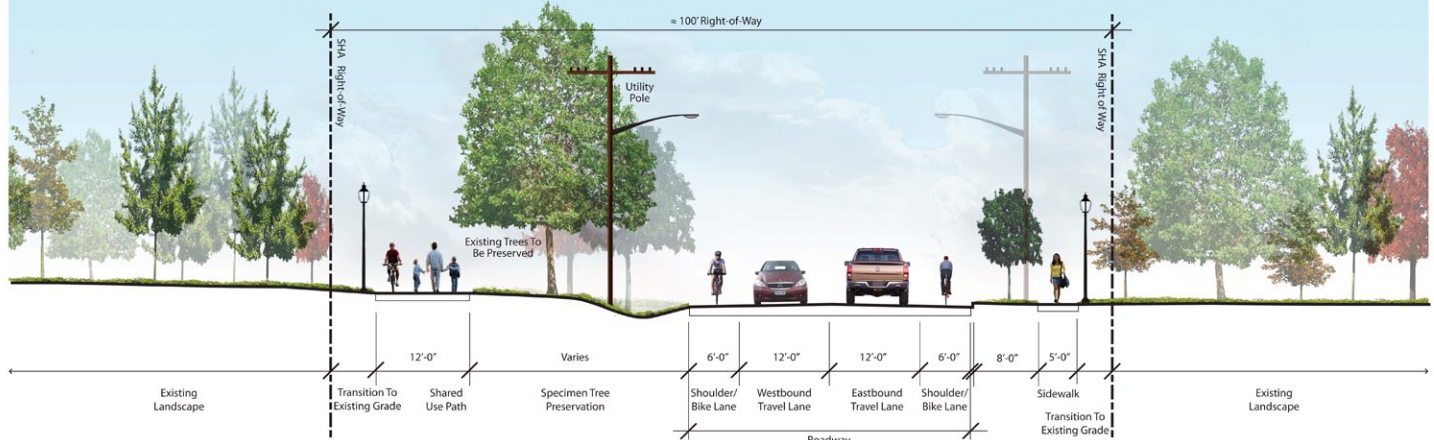 ≈ 100' Right-of-Way
SHA Right-of-Way
SHA Right of Way
Utility
Pole
Existing Trees To
Be Preserved
12'-0"
Varies
6'-0"
12'-0"
12'-0"
6'-0"
8'-0"
5'-0"
Existing
Landscape
Transition To
Existing Grade
Shared
Use Path
Specimen Tree
Preservation
Shoulder/
Bike Lane
Westbound
Travel Lane
Eastbound
Travel Lane
Shoulder/
Bike Lane
Sidewalk
Transition To
Existing Grade
Existing
Landscape
Roadway